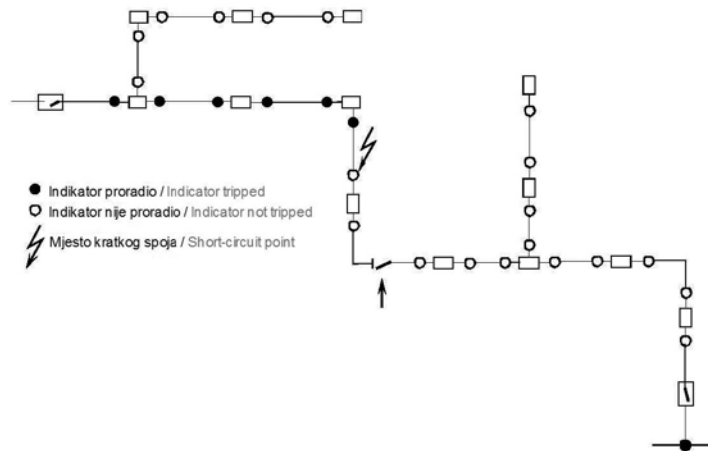 Indikator proradio / Indicator tripped
Indikator nije proradio / Indicator not tripped
Mjesto kratkog spoja / Short-circuit point